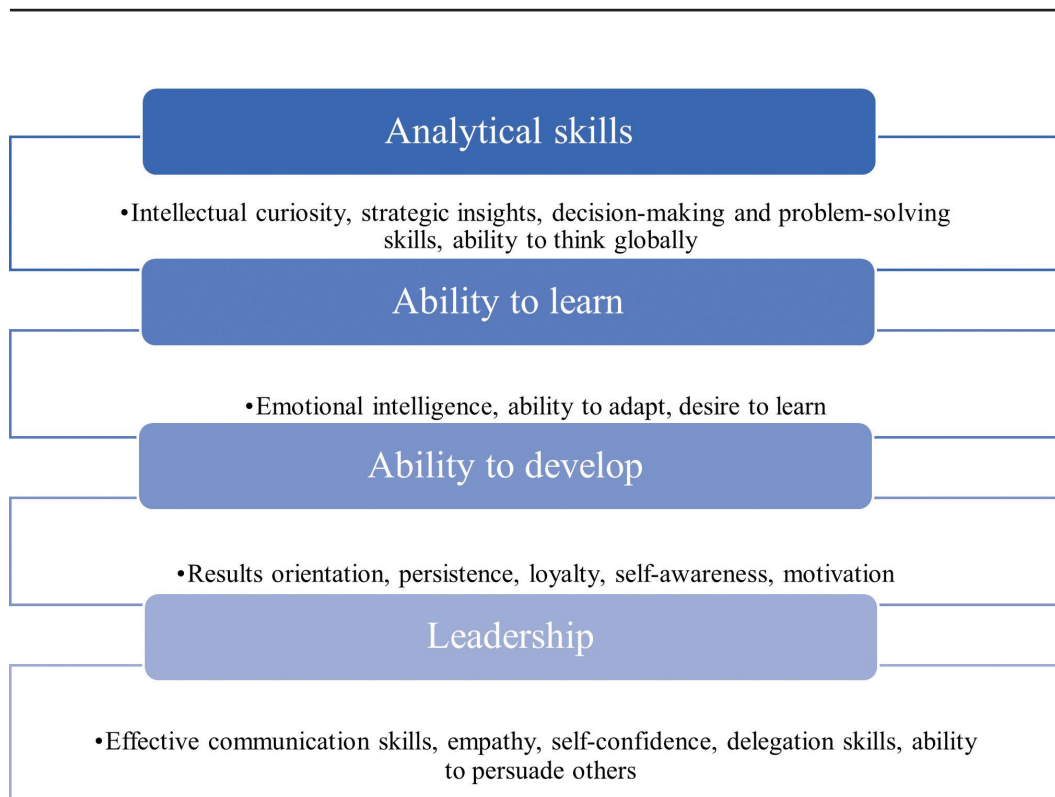 Analytical skills
•Intellectual curiosity, strategic insights, decision-making and problem-solving
skills, ability to think globally
Ability to learn
•Emotional intelligence, ability to adapt, desire to learn
Ability to develop
•Results orientation, persistence, loyalty, self-awareness, motivation
Leadership
•Effective communication skills, empathy, self-confidence, delegation skills, ability
to persuade others